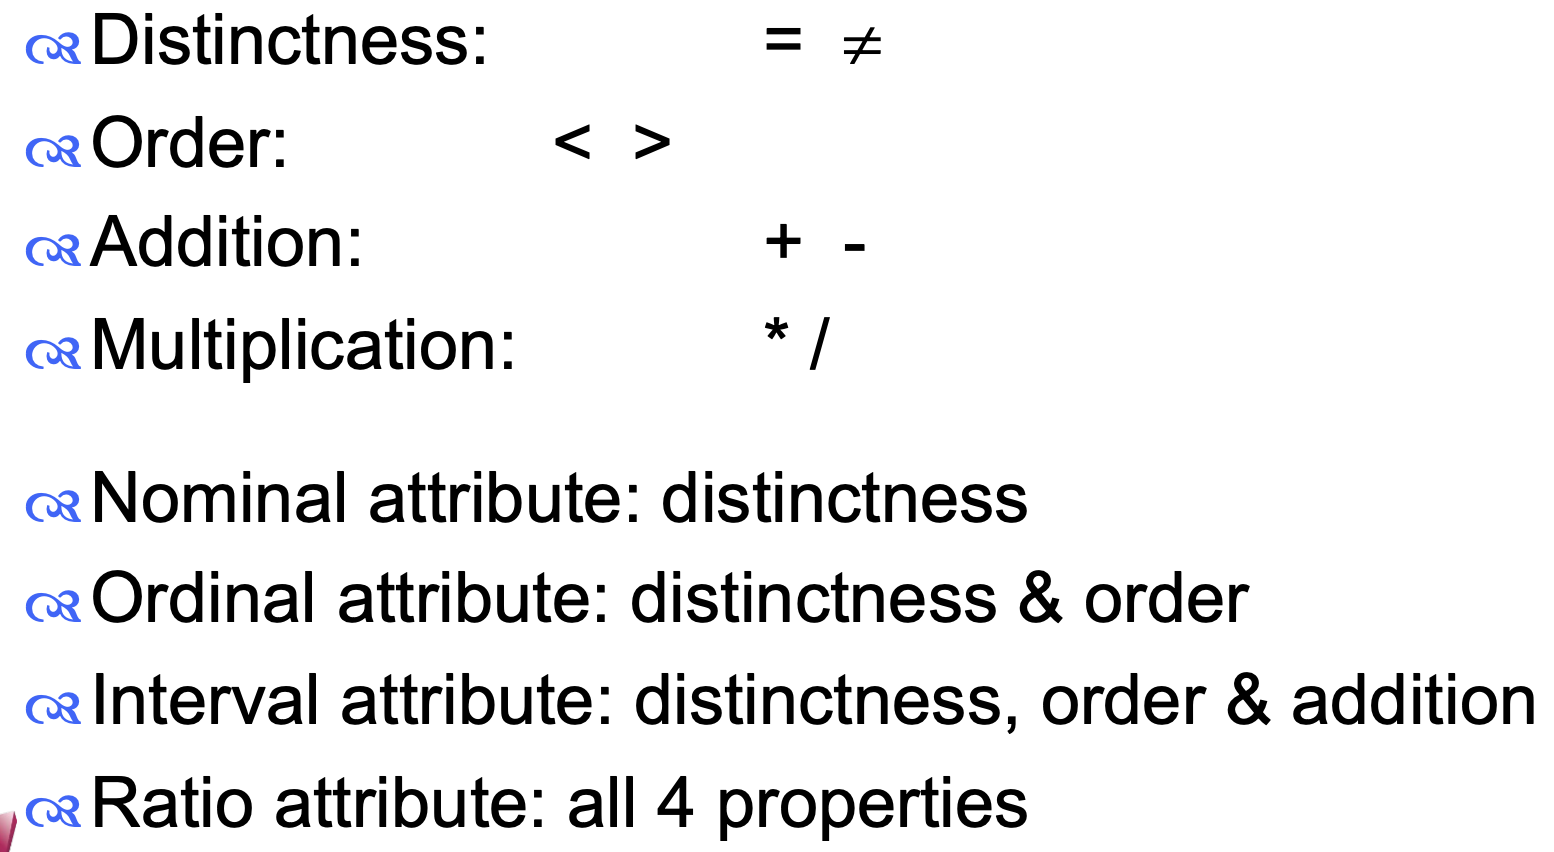 Distinctness: = ≠
Order: < >
Addition: + -
Multiplication: * /
Nominal attribute: distinctness
Ordinal attribute: distinctness & order
Interval attribute: distinctness, order & addition
Ratio attribute: all 4 properties